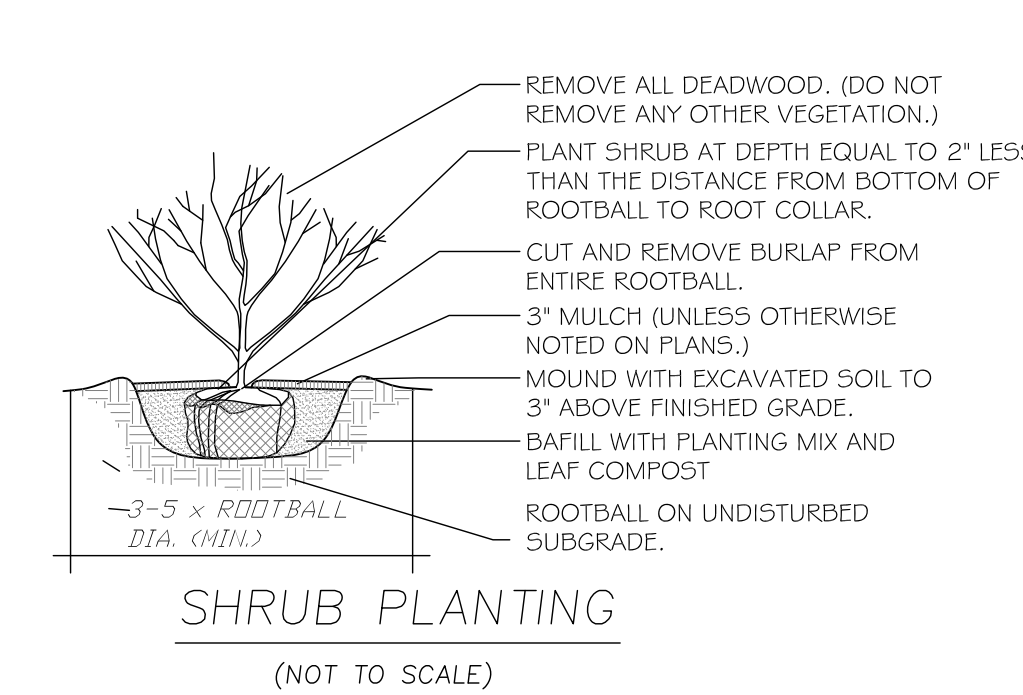 REMOVE ALL DEADWOOD. (DO NOT
REMOVE ANY OTHER VEGETATION.)
PLANT SHRUB AT DEPTH EQUAL TO 2" LESS
THAN THE DISTANCE FROM BOTTOM OF
ROOTBALL TO ROOT COLLAR.
CUT AND REMOVE BURLAP FROM
ENTIRE ROOTBALL.
3" MULCH (UNLESS OTHERWISE
NOTED ON PLANS.)
MOUND WITH EXCAVATED SOIL TO
3" ABOVE FINISHED GRADE.
BAFILL WITH PLANTING MIX AND
LEAF COMPOST
ROOTBALL ON UNDISTURBED
SUBGRADE.
3-5 x ROOTBALL
DIA. (MIN.)
SHRUB PLANTING
(NOT TO SCALE)